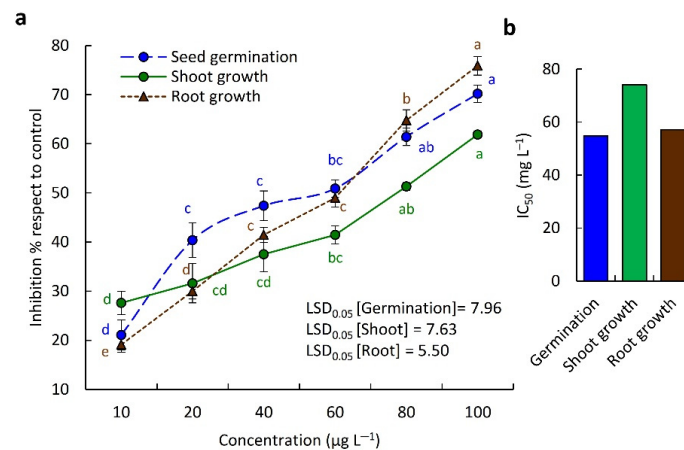 a
80
70
60
50
40
30
20
10
Inhibition % respect to control
Seed germination
Shoot growth
Root growth
d
c
c
bc
ab
a
d
cd
cd
bc
ab
a
e
d
c
c
b
a
LSD0.05 [Germination]= 7.96
LSD0.05 [Shoot] = 7.63
LSD0.05 [Root] = 5.50
10 20 40 60 80 100
Concentration (µg L−1)
b
80
60
40
20
0
IC50 (mg L−1)
Germination
Shoot growth
Root growth